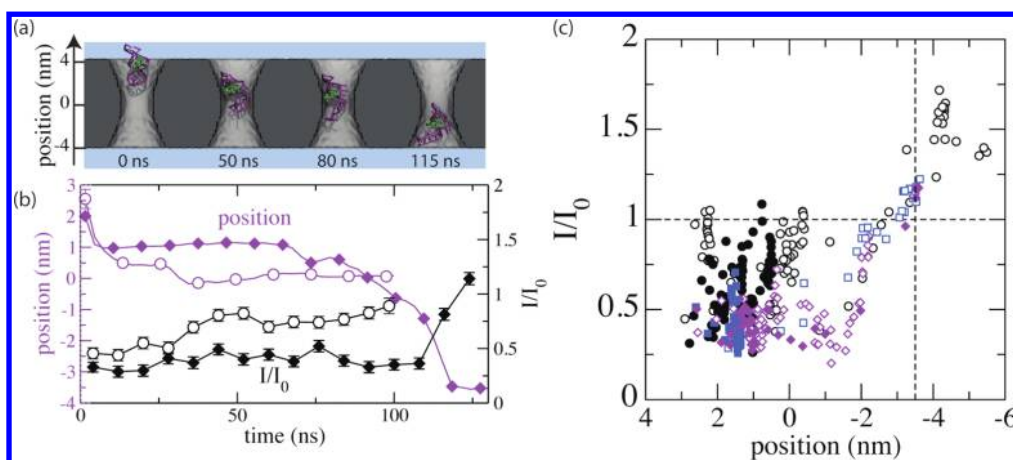 (a)
position (nm)
4
0
-4
0 ns
50 ns
80 ns
115 ns
(b)
position (nm)
3
2
1
0
-1
-2
-3
-4
position
I/I0
2
1.5
1
0.5
0
I/I0
0
50
100
time (ns)
(c)
I/I0
2
1.5
1
0.5
0
4
2
0
-2
-4
-6
position (nm)